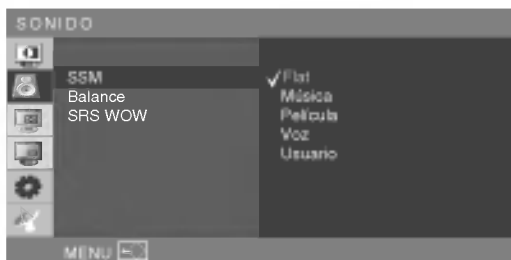 SONIDO
SSM
Balance
SRS WOW
Flat
Música
Película
Voz
Usuario
MENU